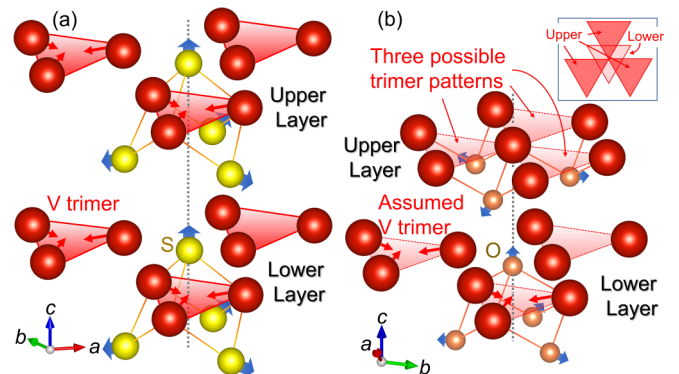 (a)
Upper
Layer
V trimer
S
Lower
Layer
c
b
a
(b)
Upper
Lower
Three possible
trimer patterns
Upper
Layer
Assumed
V trimer
O
Lower
Layer
c
a
b